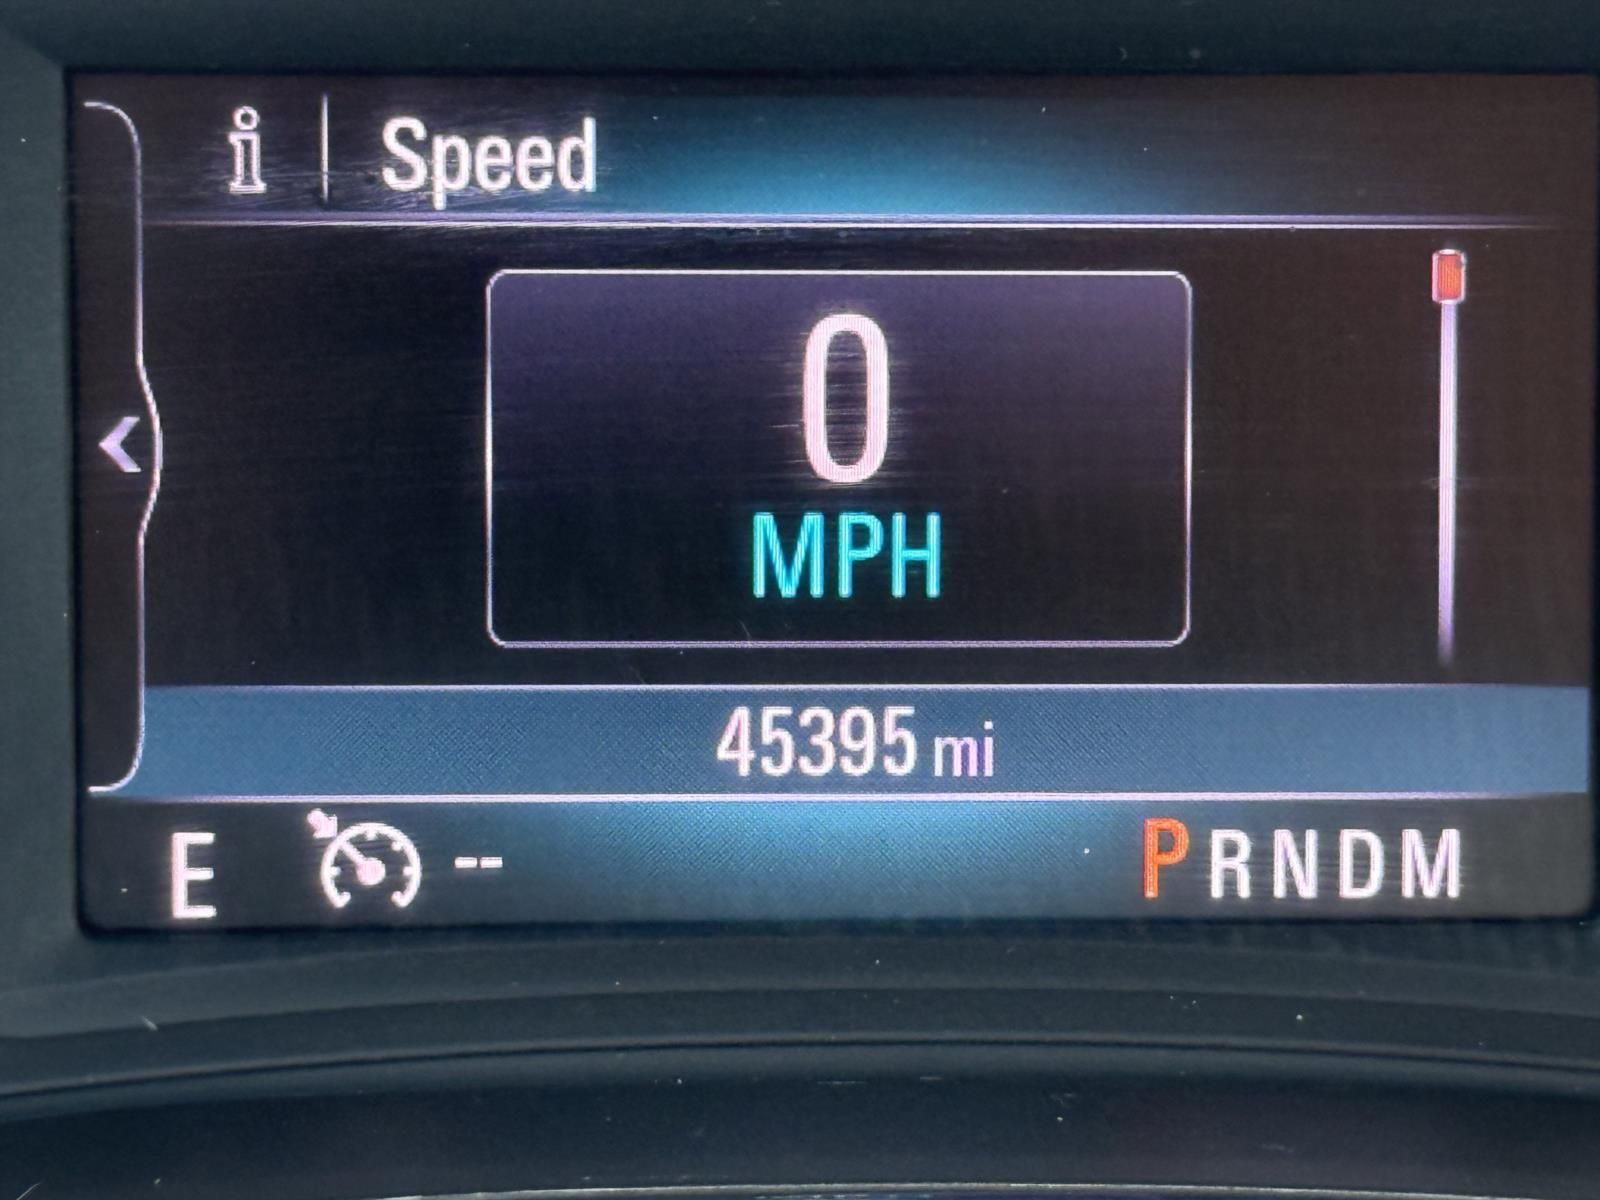 i | Speed
0
MPH
45395 mi
E -- PRNDM